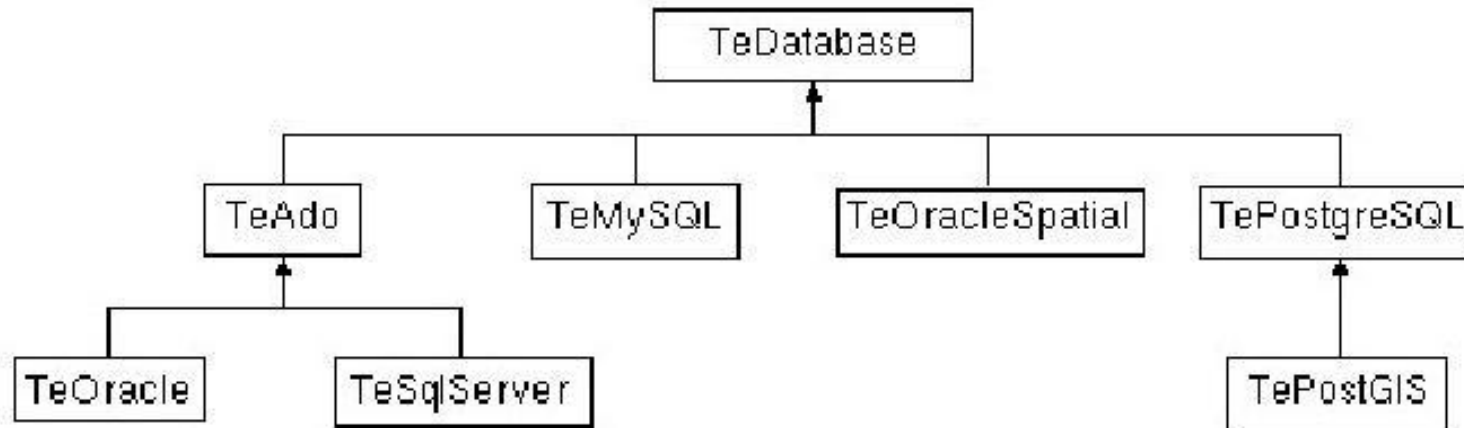 TeDatabase
TeAdo
TeMySQL
TeOracleSpatial
TePostgreSQL
TeOracle
TeSqlServer
TePostGIS